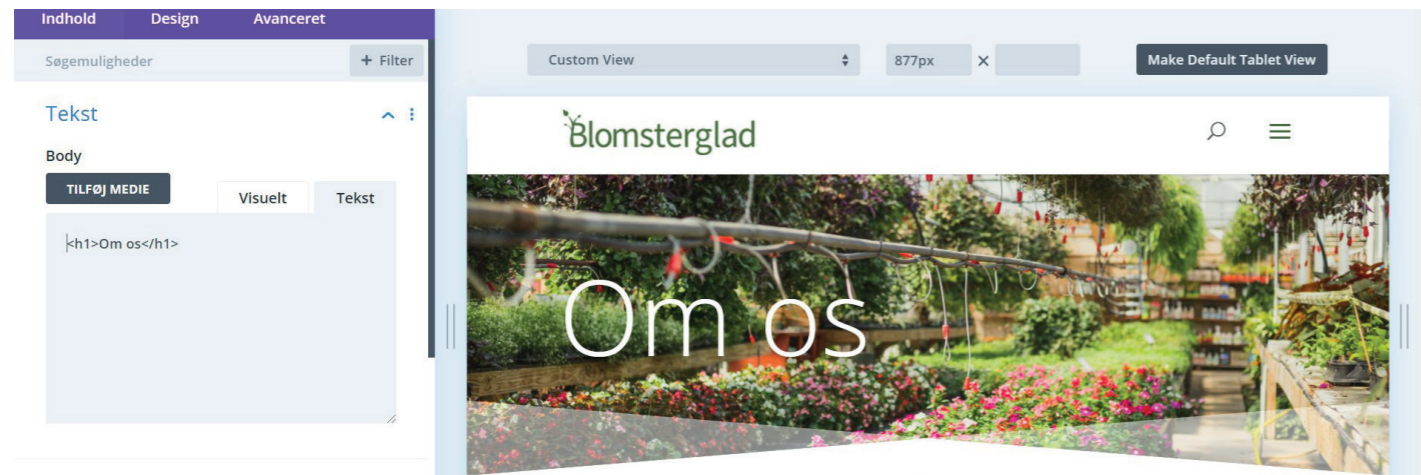 Indhold Design Avanceret
Søgemuligheder + Filter
Tekst
Body
TILFØJ MEDIE Visuelt Tekst
<h1>Om os</h1>
Custom View 877px × Make Default Tablet View
Blomsterglad
Om os